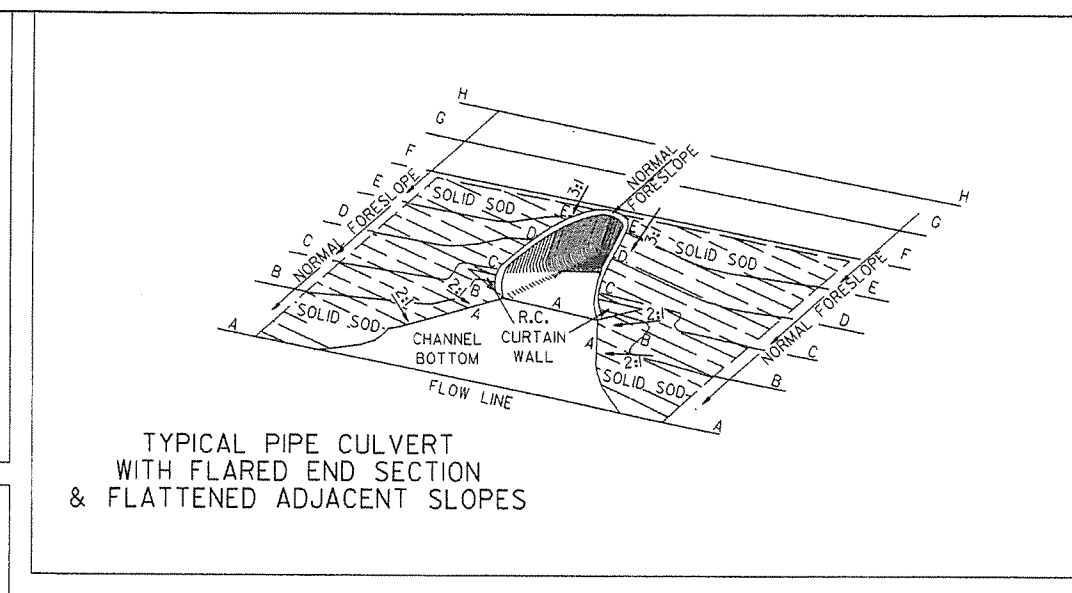 H
G
F
E
D
C
B
A
NORMAL FORESLOPE
SOLID SOD
SOLID SOD
2:1
2:1
3:1
NORMAL
FORESLOPE
E
D
C
B
A
A
E
3:1
D
C
2:1
B
A
2:1
SOLID SOD
SOLID SOD
R.C.
CURTAIN
WALL
CHANNEL
BOTTOM
FLOW LINE
NORMAL FORESLOPE
H
G
F
E
D
C
B
A
TYPICAL PIPE CULVERT
WITH FLARED END SECTION
& FLATTENED ADJACENT SLOPES